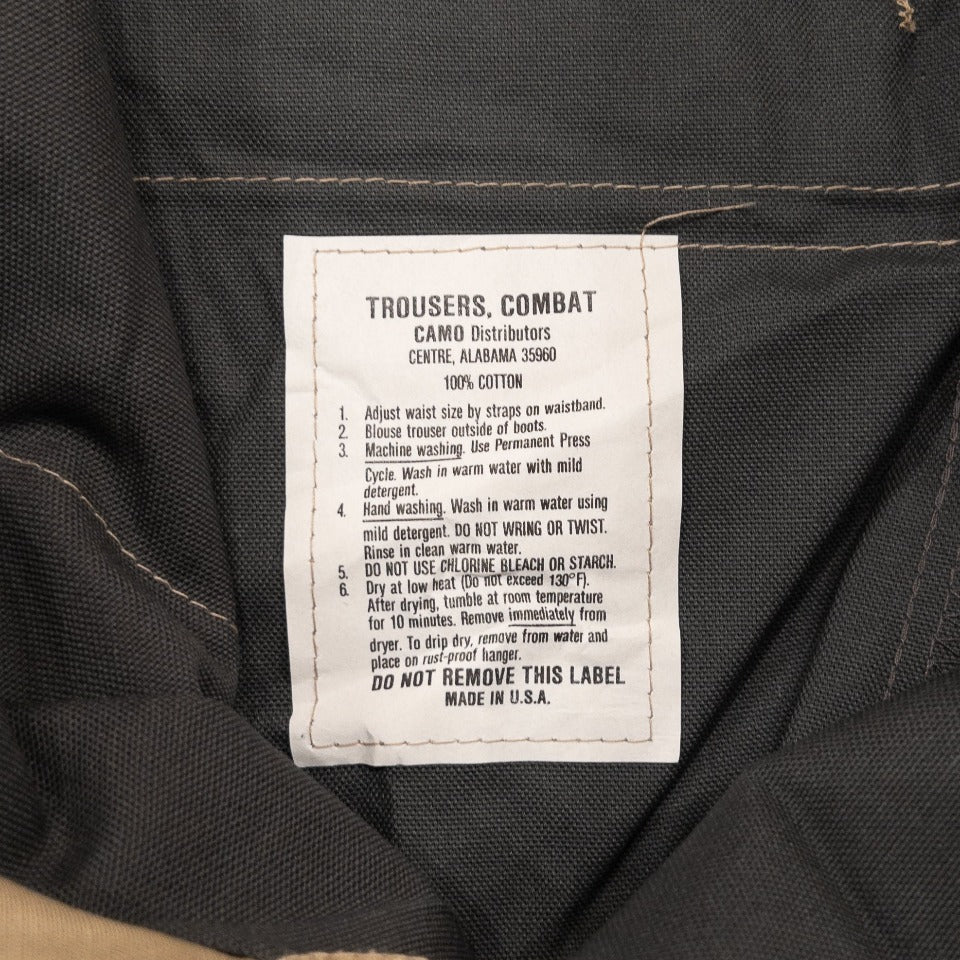 TROUSERS, COMBAT
CAMO Distributors
CENTRE, ALABAMA 35960
100% COTTON
1. Adjust waist size by straps on waistband.
2. Blouse trouser outside of boots.
3. Machine washing. Use Permanent Press
Cycle. Wash in warm water with mild
detergent.
4. Hand washing. Wash in warm water using
mild detergent. DO NOT WRING OR TWIST.
Rinse in clean warm water.
5. DO NOT USE CHLORINE BLEACH OR STARCH.
6. Dry at low heat (Do not exceed 130°F).
After drying, tumble at room temperature
for 10 minutes. Remove immediately from
dryer. To drip dry, remove from water and
place on rust-proof hanger.
DO NOT REMOVE THIS LABEL
MADE IN U.S.A.